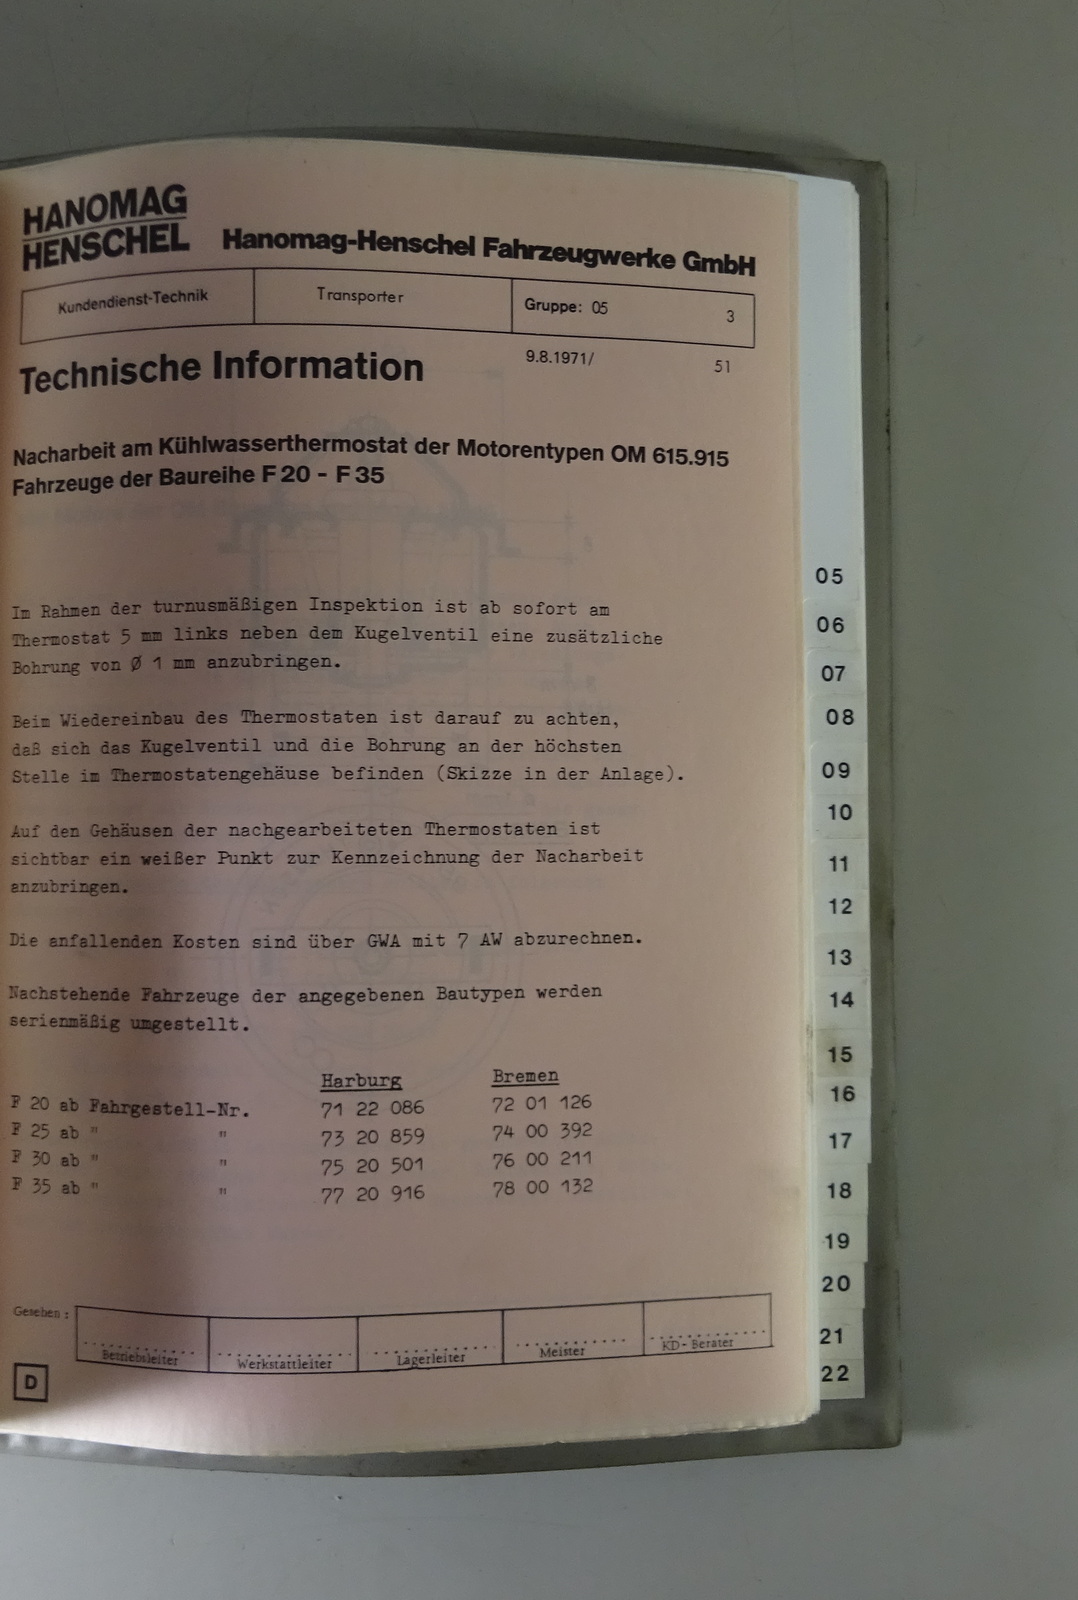 HANOMAG
HENSCHEL
Hanomag-Henschel Fahrzeugwerke GmbH
Kundendienst-Technik Transporter Gruppe: 05 3
Technische Information 9.8.1971/ 51
Nacharbeit am Kühlwasserthermostat der Motorentypen OM 615.915
Fahrzeuge der Baureihe F 20 - F 35
Im Rahmen der turnusmäßigen Inspektion ist ab sofort am
Thermostat 5 mm links neben dem Kugelventil eine zusätzliche
Bohrung von Ø 1 mm anzubringen.
Beim Wiedereinbau des Thermostaten ist darauf zu achten,
daß sich das Kugelventil und die Bohrung an der höchsten
Stelle im Thermostatengehäuse befinden (Skizze in der Anlage).
Auf den Gehäusen der nachgearbeiteten Thermostaten ist
sichtbar ein weißer Punkt zur Kennzeichnung der Nacharbeit
anzubringen.
Die anfallenden Kosten sind über GWA mit 7 AW abzurechnen.
Nachstehende Fahrzeuge der angegebenen Bautypen werden
serienmäßig umgestellt.
Harburg Bremen
F 20 ab Fahrgestell-Nr. 71 22 086 72 01 126
F 25 ab " " 73 20 859 74 00 392
F 30 ab " " 75 20 501 76 00 211
F 35 ab " " 77 20 916 78 00 132
Gesehen :
Betriebsleiter Werkstattleiter Lagerleiter Meister KD-Berater
D
05
06
07
08
09
10
11
12
13
14
15
16
17
18
19
20
21
22